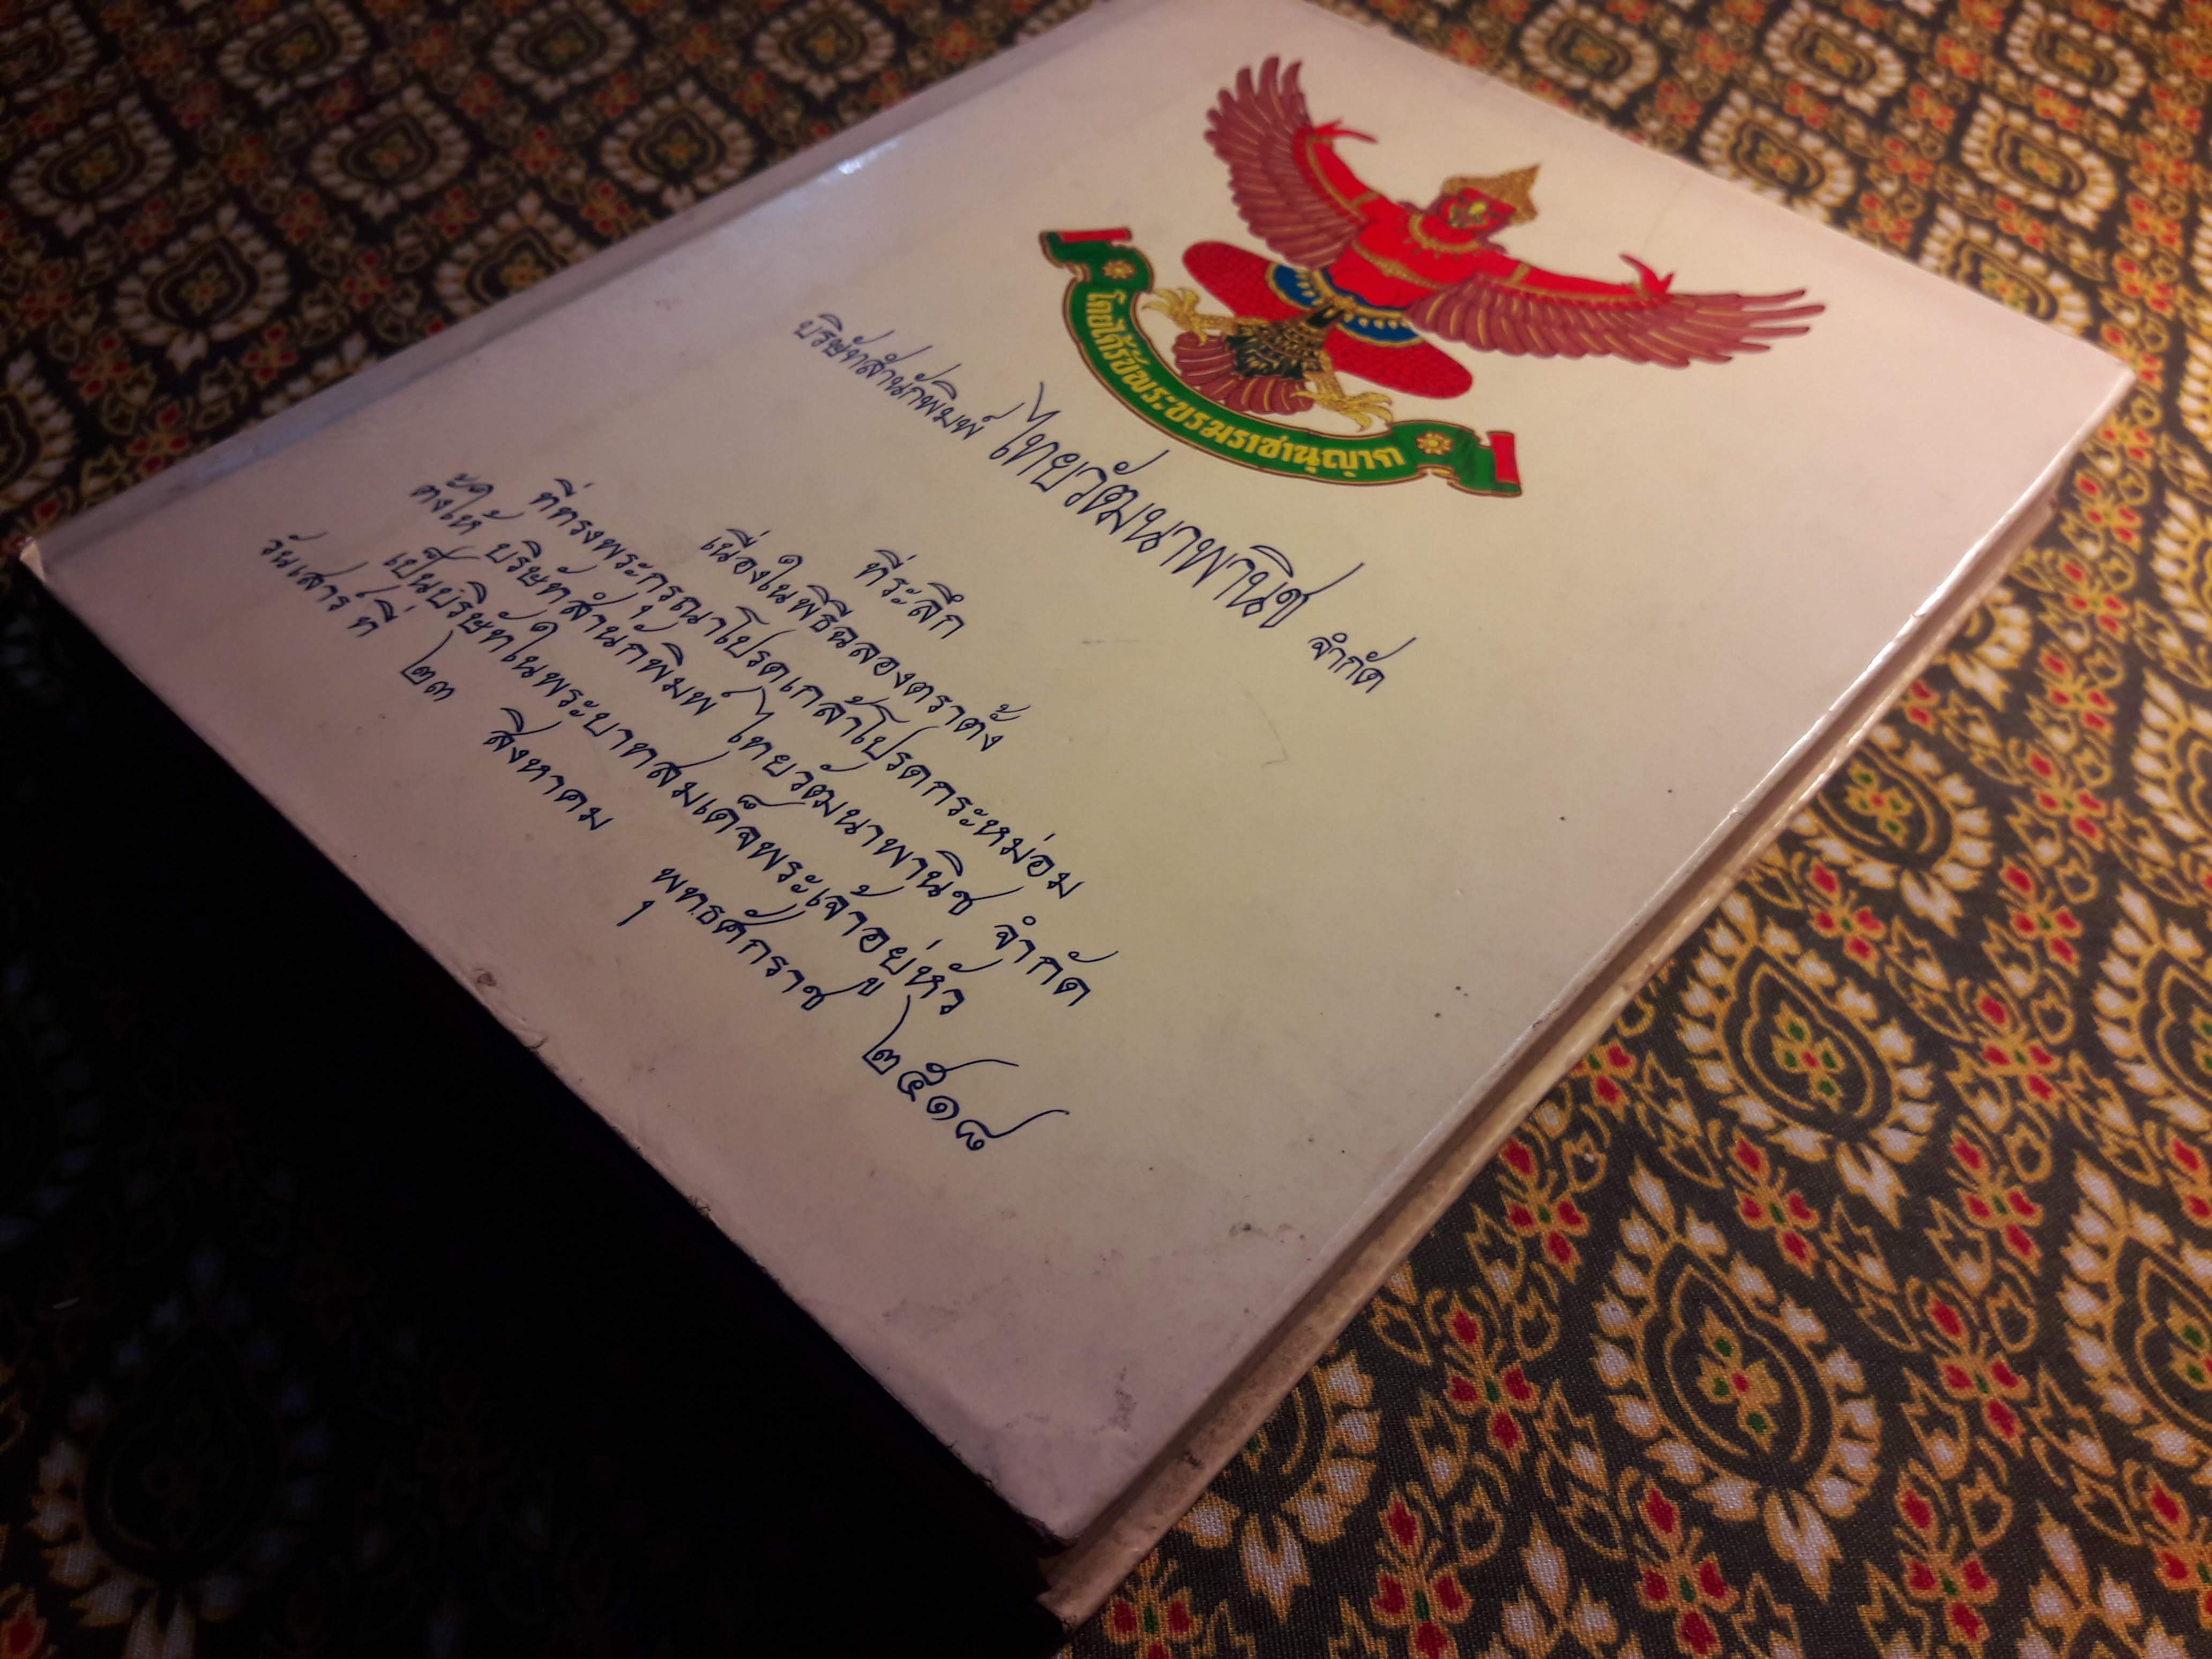 โดยได้รับพระบรมราชานุญาต
บริษัทสำนักพิมพ์ ไทยวัฒนาพานิช จำกัด
ที่ระลึก
เนื่องในพิธีฉลองตราตั้ง
ที่ทรงพระกรุณาโปรดเกล้าโปรดกระหม่อม
ตั้งให้ บริษัทสำนักพิมพ์ ไทยวัฒนาพานิช จำกัด
เป็นบริษัทในพระบาทสมเด็จพระเจ้าอยู่หัว
วันเสาร์ ที่ ๒๓ สิงหาคม พุทธศักราช ๒๕๑๘